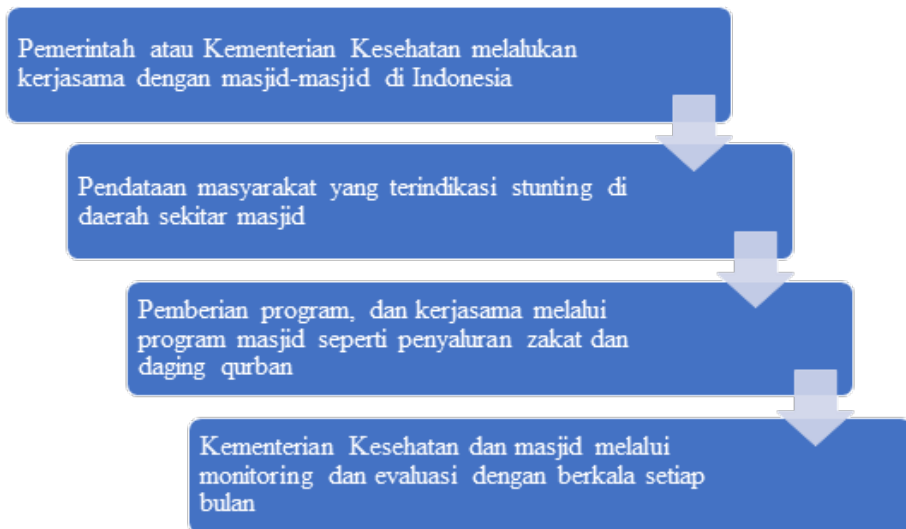 Pemerintah atau Kementerian Kesehatan melalukan
kerjasama dengan masjid-masjid di Indonesia
Pendataan masyarakat yang terindikasi stunting di
daerah sekitar masjid
Pemberian program, dan kerjasama melalui
program masjid seperti penyaluran zakat dan
daging qurban
Kementerian Kesehatan dan masjid melalui
monitoring dan evaluasi dengan berkala setiap
bulan